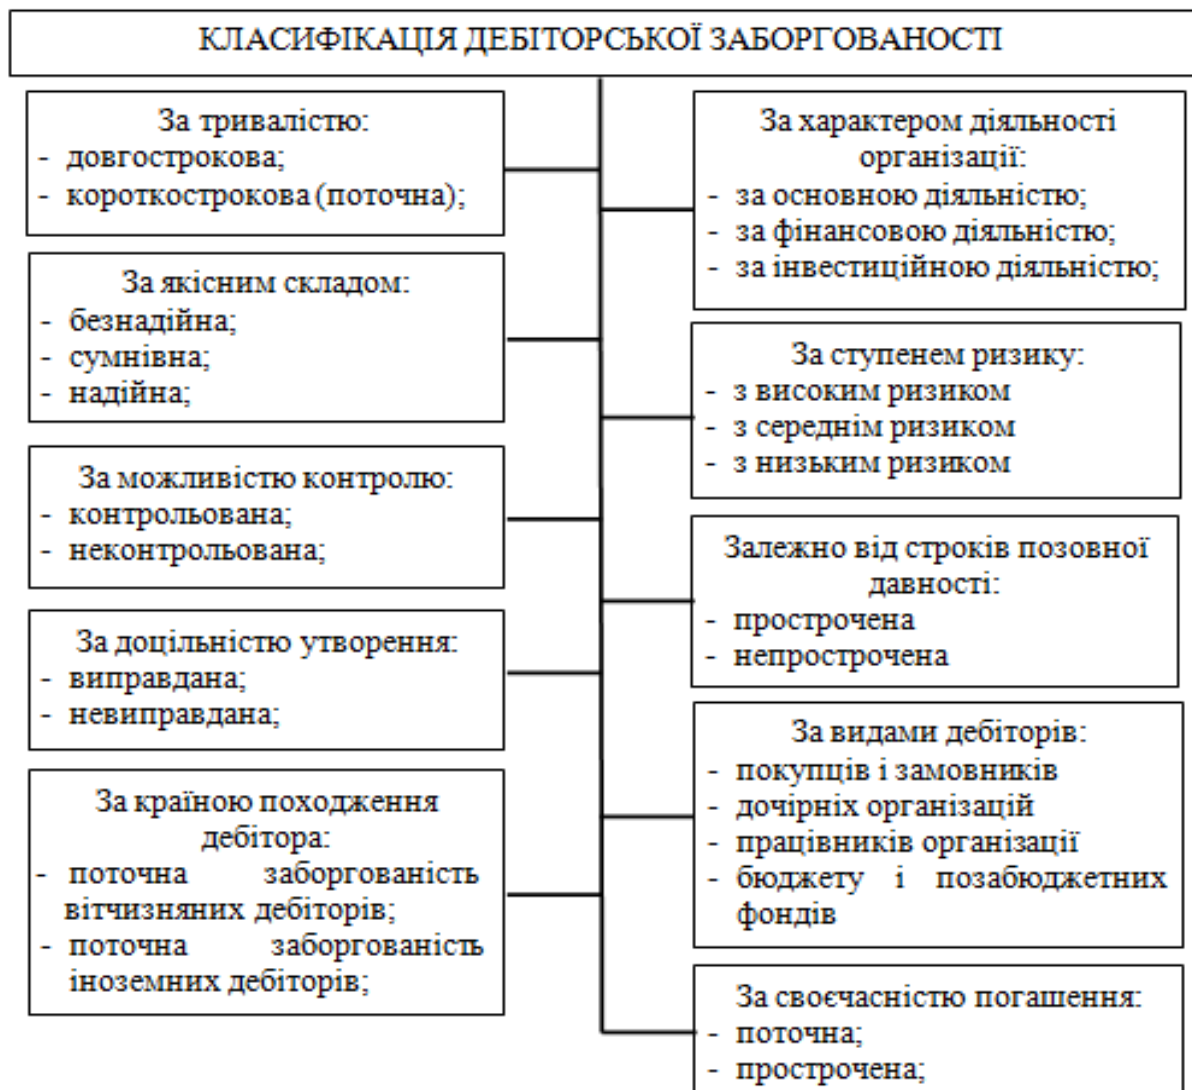 КЛАСИФІКАЦІЯ ДЕБІТОРСЬКОЇ ЗАБОРГОВАНОСТІ
За тривалістю:
- довгострокова;
- короткострокова (поточна);
За якісним складом:
- безнадійна;
- сумнівна;
- надійна;
За можливістю контролю:
- контрольована;
- неконтрольована;
За доцільністю утворення:
- виправдана;
- невиправдана;
За країною походження
дебітора:
- поточна заборгованість
вітчизняних дебіторів;
- поточна заборгованість
іноземних дебіторів;
За характером діяльності
організації:
- за основною діяльністю;
- за фінансовою діяльністю;
- за інвестиційною діяльністю;
За ступенем ризику:
- з високим ризиком
- з середнім ризиком
- з низьким ризиком
Залежно від строків позовної
давності:
- прострочена
- непрострочена
За видами дебіторів:
- покупців і замовників
- дочірніх організацій
- працівників організації
- бюджету і позабюджетних
фондів
За своєчасністю погашення:
- поточна;
- прострочена;